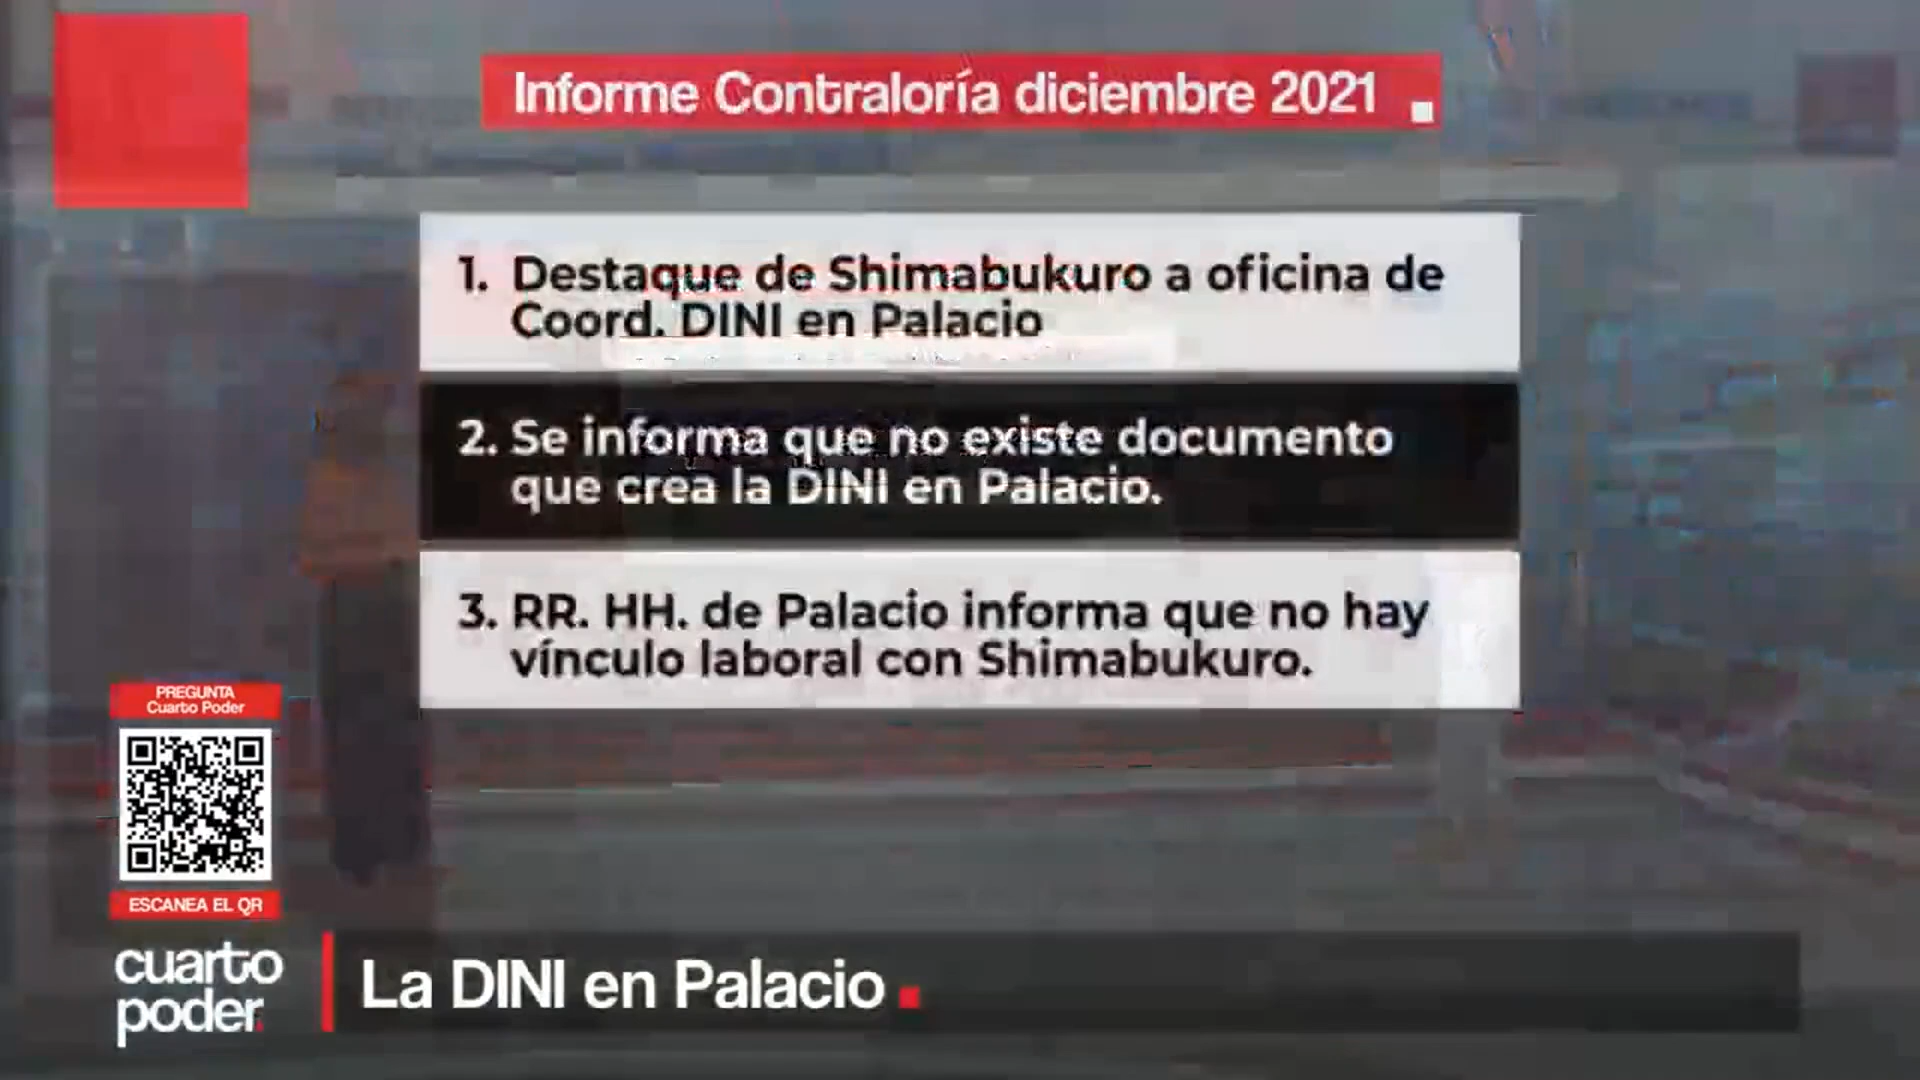 Informe Contraloría diciembre 2021
1. Destaque de Shimabukuro a oficina de
Coord. DINI en Palacio
2. Se informa que no existe documento
que crea la DINI en Palacio.
3. RR. HH. de Palacio informa que no hay
vínculo laboral con Shimabukuro.
PREGUNTA
Cuarto Poder
ESCANEA EL QR
cuarto
poder.
La DINI en Palacio